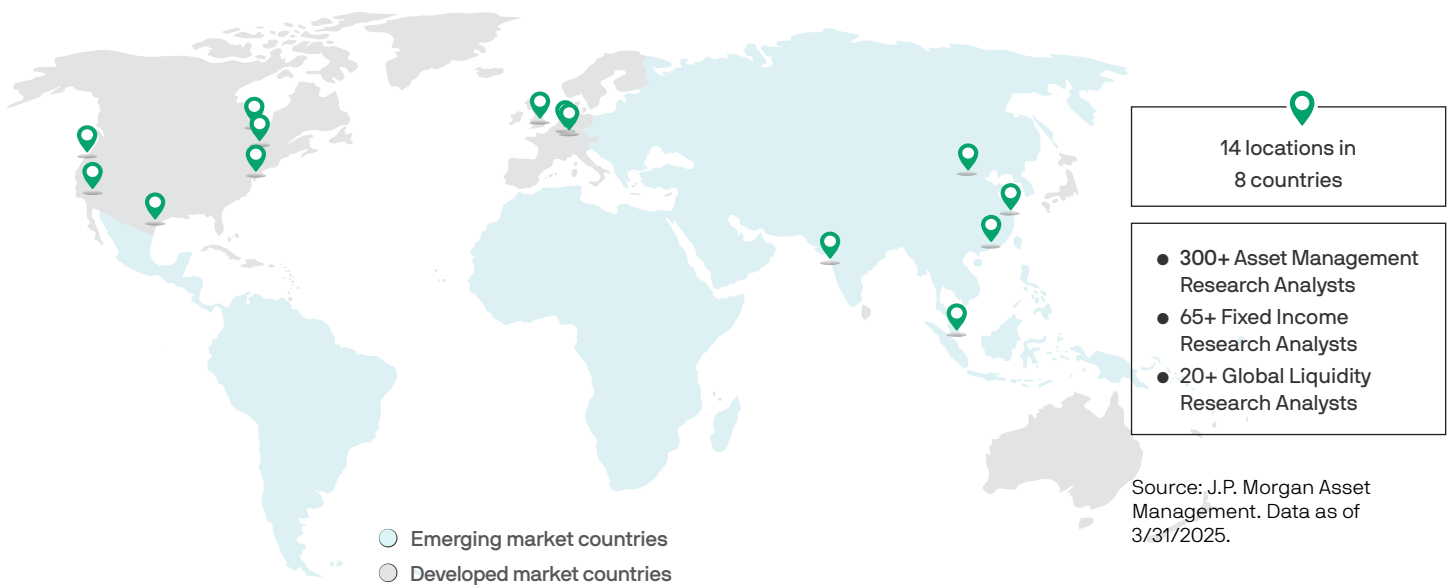 14 locations in
8 countries
● 300+ Asset Management
Research Analysts
● 65+ Fixed Income
Research Analysts
● 20+ Global Liquidity
Research Analysts
Source: J.P. Morgan Asset
Management. Data as of
3/31/2025.
Emerging market countries
Developed market countries